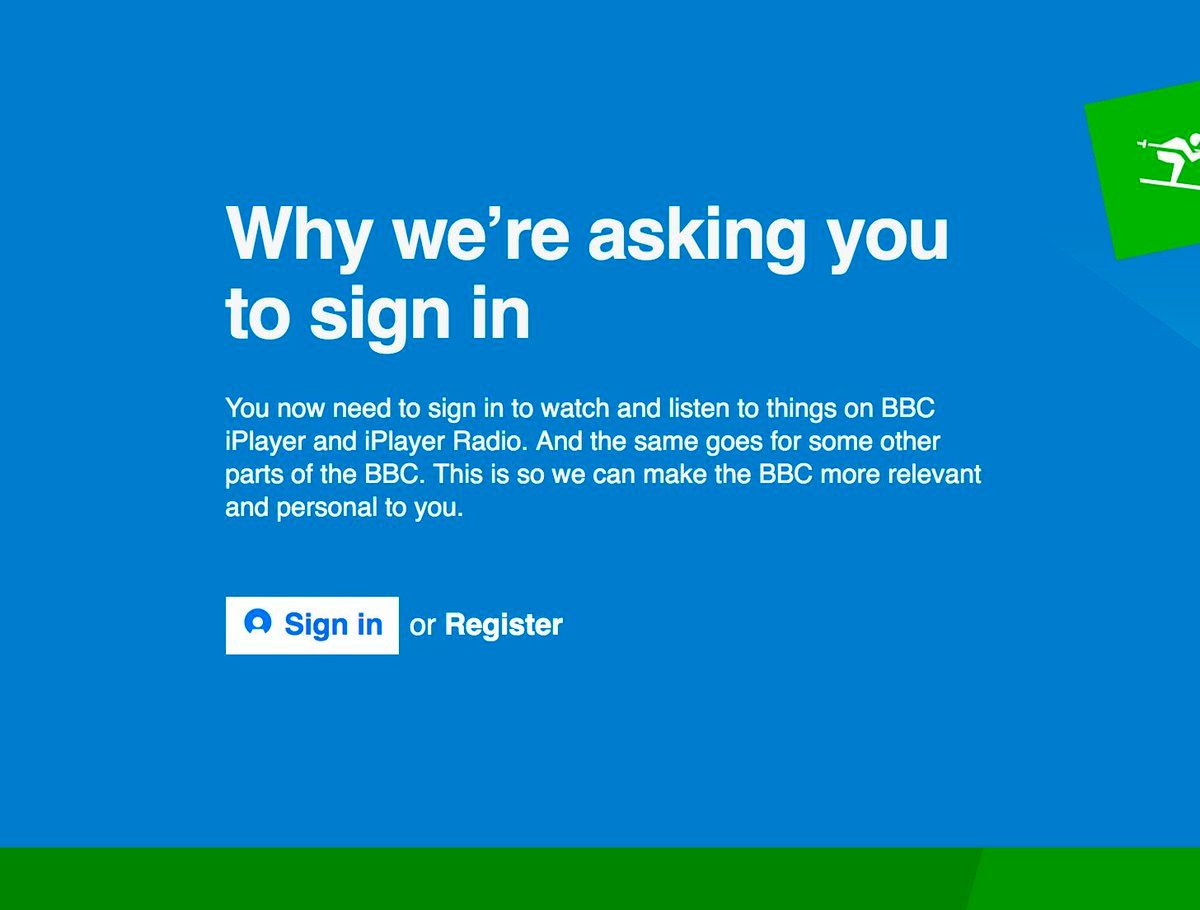 Why we’re asking you
to sign in
You now need to sign in to watch and listen to things on BBC
iPlayer and iPlayer Radio. And the same goes for some other
parts of the BBC. This is so we can make the BBC more relevant
and personal to you.
Sign in or Register